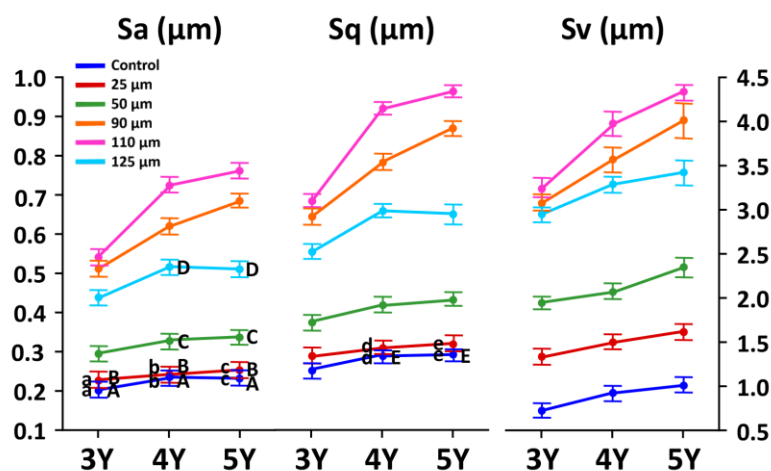 Sa (µm) Sq (µm) Sv (µm)
Control
25 µm
50 µm
90 µm
110 µm
125 µm
1.0
0.9
0.8
0.7
0.6
0.5
0.4
0.3
0.2
0.1
4.5
4.0
3.5
3.0
2.5
2.0
1.5
1.0
0.5
D D
C C
a B b B c B
a A b A c A
d e
d E e E
3Y 4Y 5Y 3Y 4Y 5Y 3Y 4Y 5Y